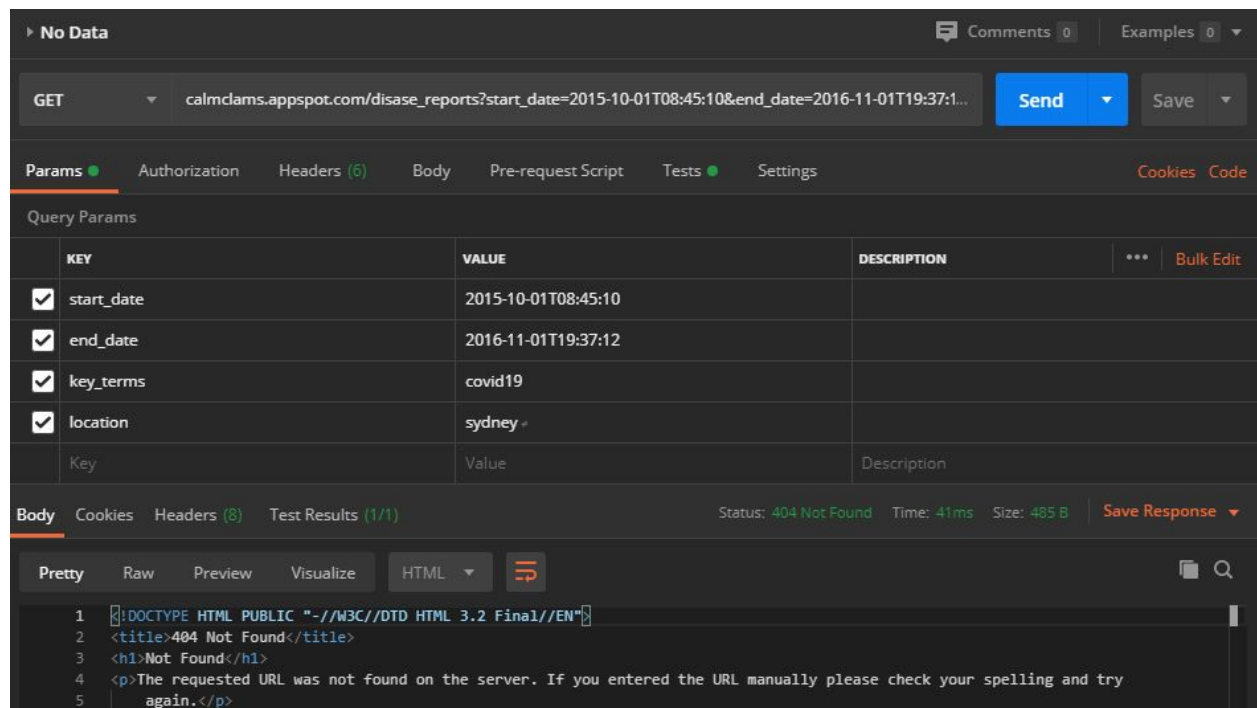 No Data Comments 0 Examples 0
GET calmclams.appspot.com/disase_reports?start_date=2015-10-01T08:45:10&end_date=2016-11-01T19:37:1... Send Save
Params Authorization Headers (6) Body Pre-request Script Tests Settings Cookies Code
Query Params
KEY VALUE DESCRIPTION ••• Bulk Edit
start_date 2015-10-01T08:45:10
end_date 2016-11-01T19:37:12
key_terms covid19
location sydney
Key Value Description
Body Cookies Headers (8) Test Results (1/1) Status: 404 Not Found Time: 41ms Size: 485 B Save Response
Pretty Raw Preview Visualize HTML
1 <!DOCTYPE HTML PUBLIC "-//W3C//DTD HTML 3.2 Final//EN">
2 <title>404 Not Found</title>
3 <h1>Not Found</h1>
4 <p>The requested URL was not found on the server. If you entered the URL manually please check your spelling and try
5 again.</p>